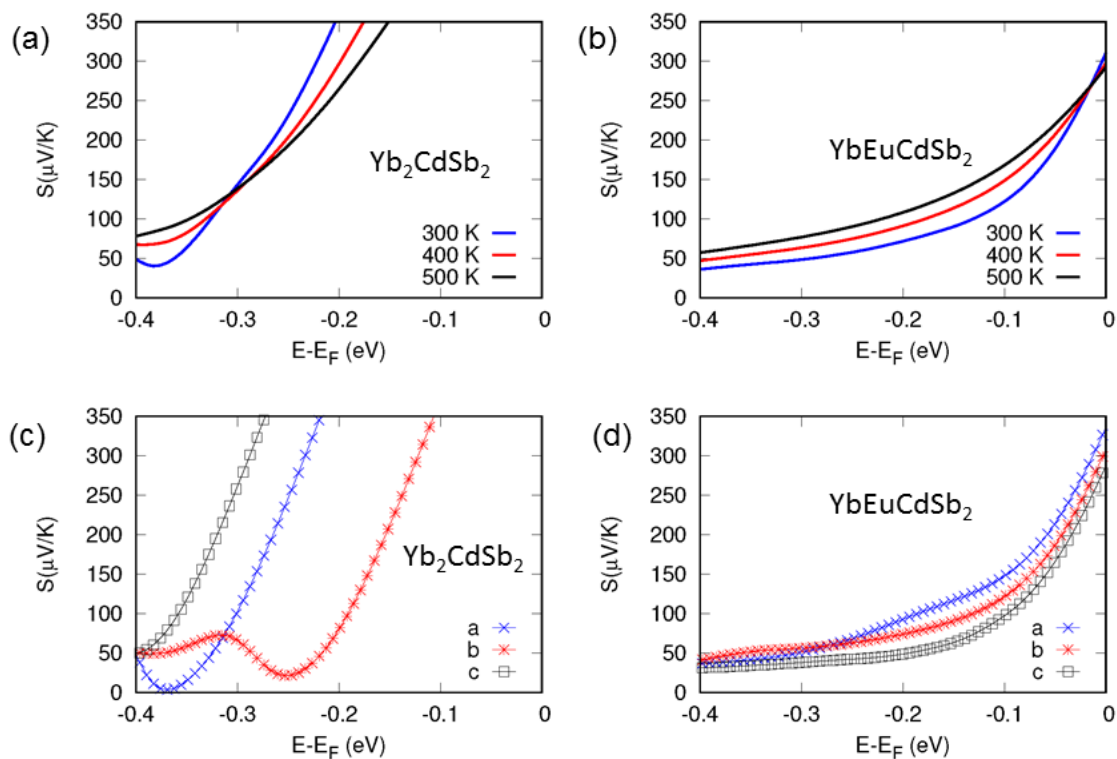 (a)
350
300
250
200
150
100
50
0
S(μV/K)
Yb2CdSb2
300 K
400 K
500 K
-0.4 -0.3 -0.2 -0.1 0
E-EF (eV)
(b)
350
300
250
200
150
100
50
0
S(μV/K)
YbEuCdSb2
300 K
400 K
500 K
-0.4 -0.3 -0.2 -0.1 0
E-EF (eV)
(c)
350
300
250
200
150
100
50
0
S(μV/K)
Yb2CdSb2
a
b
c
-0.4 -0.3 -0.2 -0.1 0
E-EF (eV)
(d)
350
300
250
200
150
100
50
0
S(μV/K)
YbEuCdSb2
a
b
c
-0.4 -0.3 -0.2 -0.1 0
E-EF (eV)